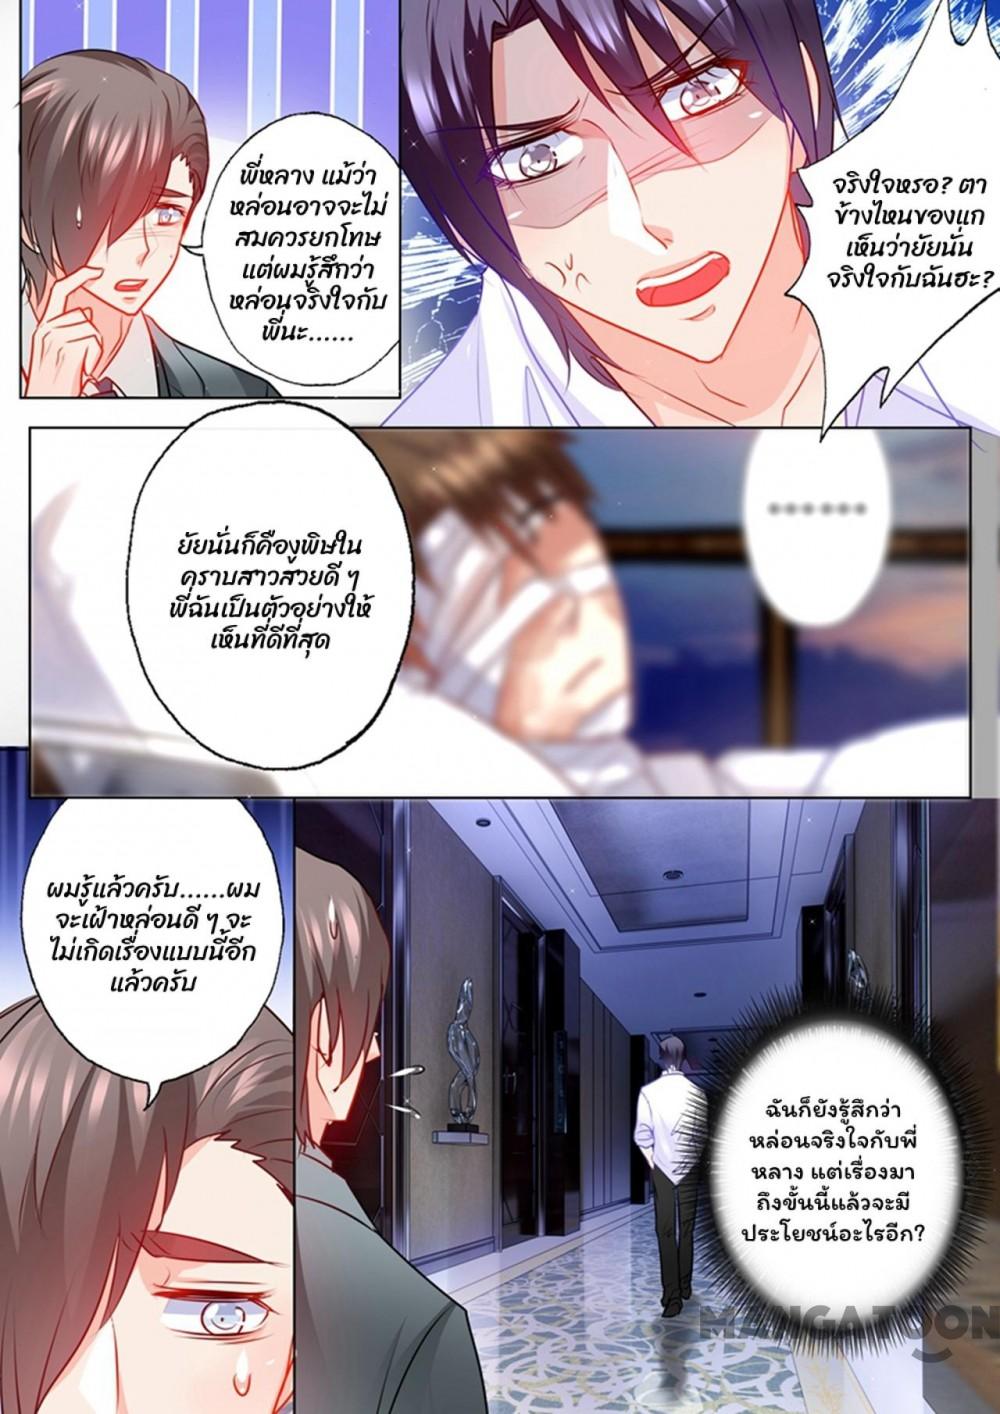 พี่หลาง แม้ว่า
หล่อนอาจจะไม่
สมควรยกโทษ
แต่ผมรู้สึกว่า
หล่อนจริงใจกับ
พี่นะ......
จริงใจหรอ? ตา
ข้างไหนของแก
เห็นว่ายัยนั่น
จริงใจกับฉันฮะ?
ยัยนั่นก็คืองูพิษใน
คราบสาวสวยดี ๆ
พี่ฉันเป็นตัวอย่างให้
เห็นที่ดีที่สุด
......
ผมรู้แล้วครับ......ผม
จะเฝ้าหล่อนดี ๆ จะ
ไม่เกิดเรื่องแบบนี้อีก
แล้วครับ
ฉันก็ยังรู้สึกว่า
หล่อนจริงใจกับพี่
หลาง แต่เรื่องมา
ถึงขั้นนี้แล้วจะมี
ประโยชน์อะไรอีก?
MANGATOON